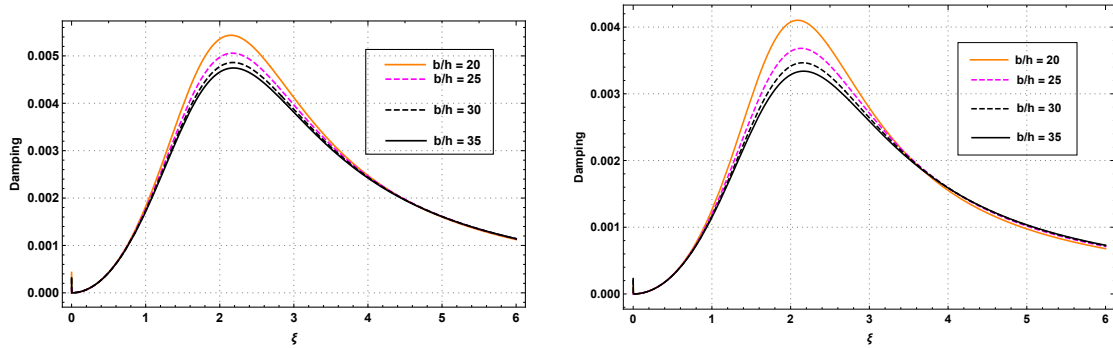 0.005
0.004
0.003
0.002
0.001
0.000
Damping
0 1 2 3 4 5 6
ξ
b/h = 20
b/h = 25
b/h = 30
b/h = 35
0.004
0.003
0.002
0.001
0.000
Damping
0 1 2 3 4 5 6
ξ
b/h = 20
b/h = 25
b/h = 30
b/h = 35